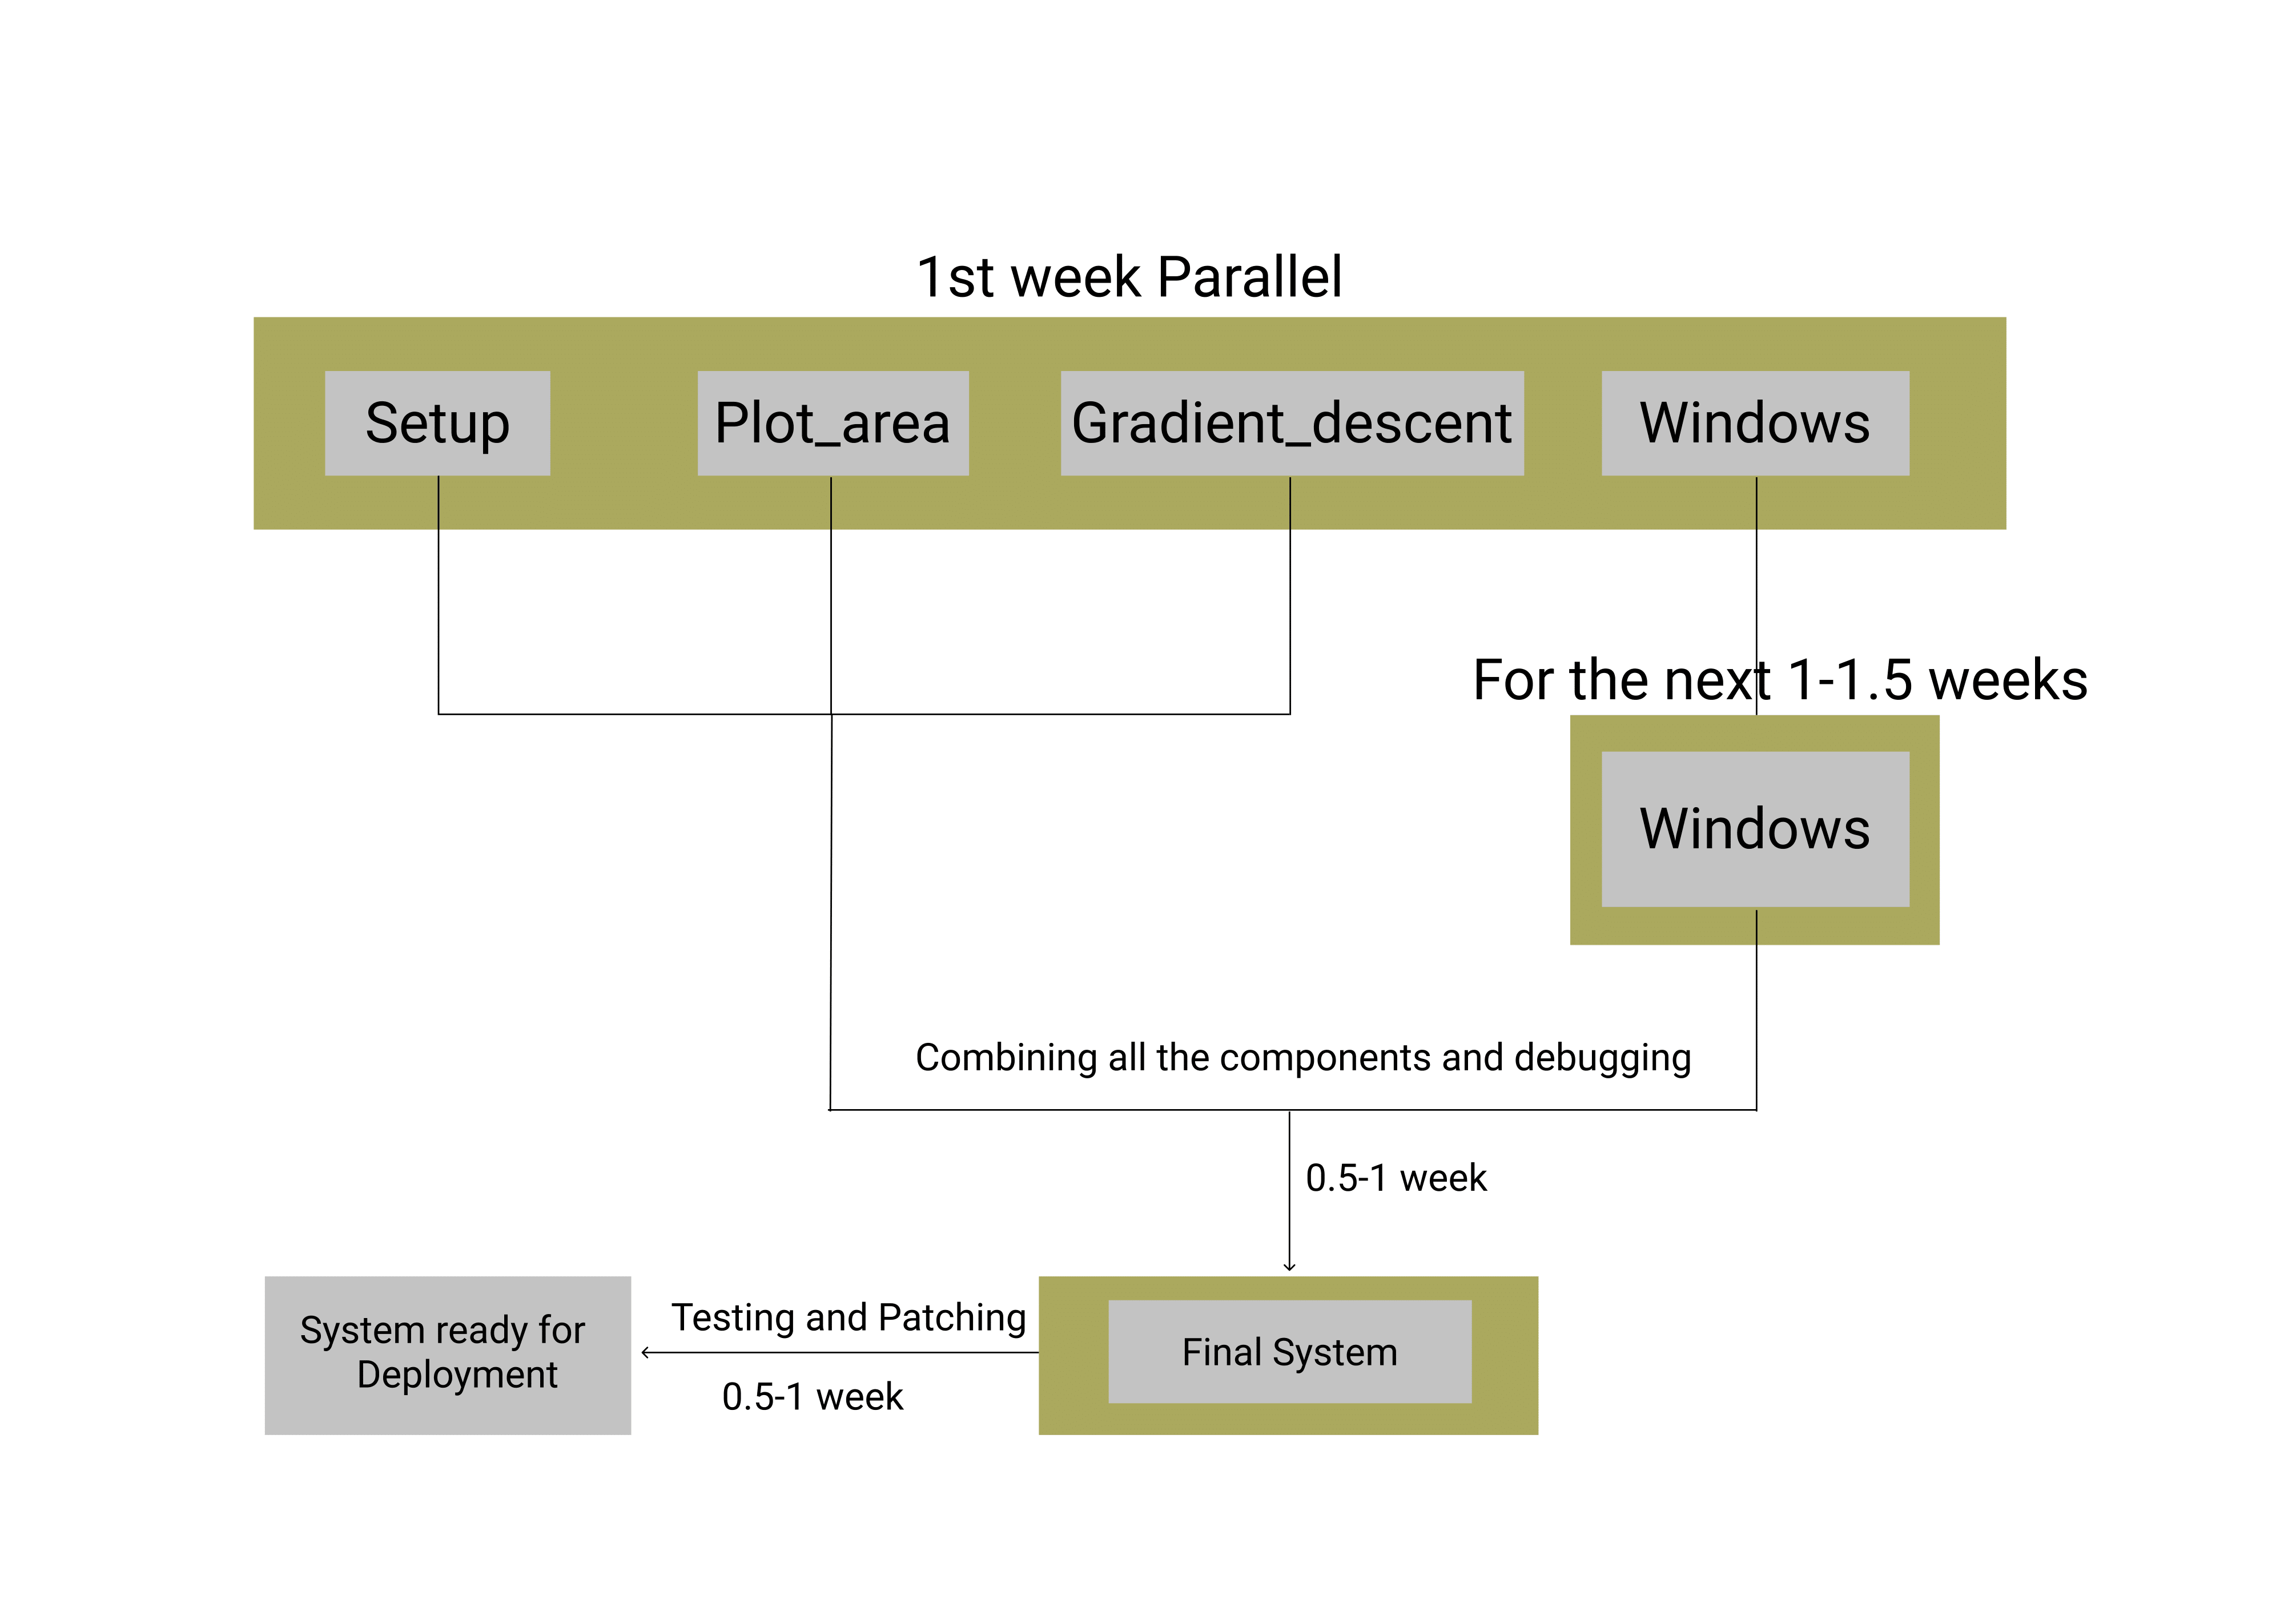 1st week Parallel
Setup
Plot_area
Gradient_descent
Windows
For the next 1-1.5 weeks
Windows
Combining all the components and debugging
0.5-1 week
System ready for
Deployment
Testing and Patching
0.5-1 week
Final System